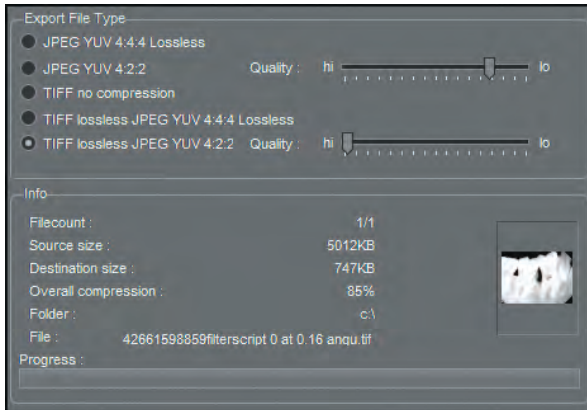 Export File Type
JPEG YUV 4:4:4 Lossless
JPEG YUV 4:2:2 Quality : hi lo
TIFF no compression
TIFF lossless JPEG YUV 4:4:4 Lossless
TIFF lossless JPEG YUV 4:2:2 Quality : hi lo
Info
Filecount : 1/1
Source size : 5012KB
Destination size : 747KB
Overall compression : 85%
Folder : c:\
File : 42661598859filterscript 0 at 0.16 anqu.tif
Progress :